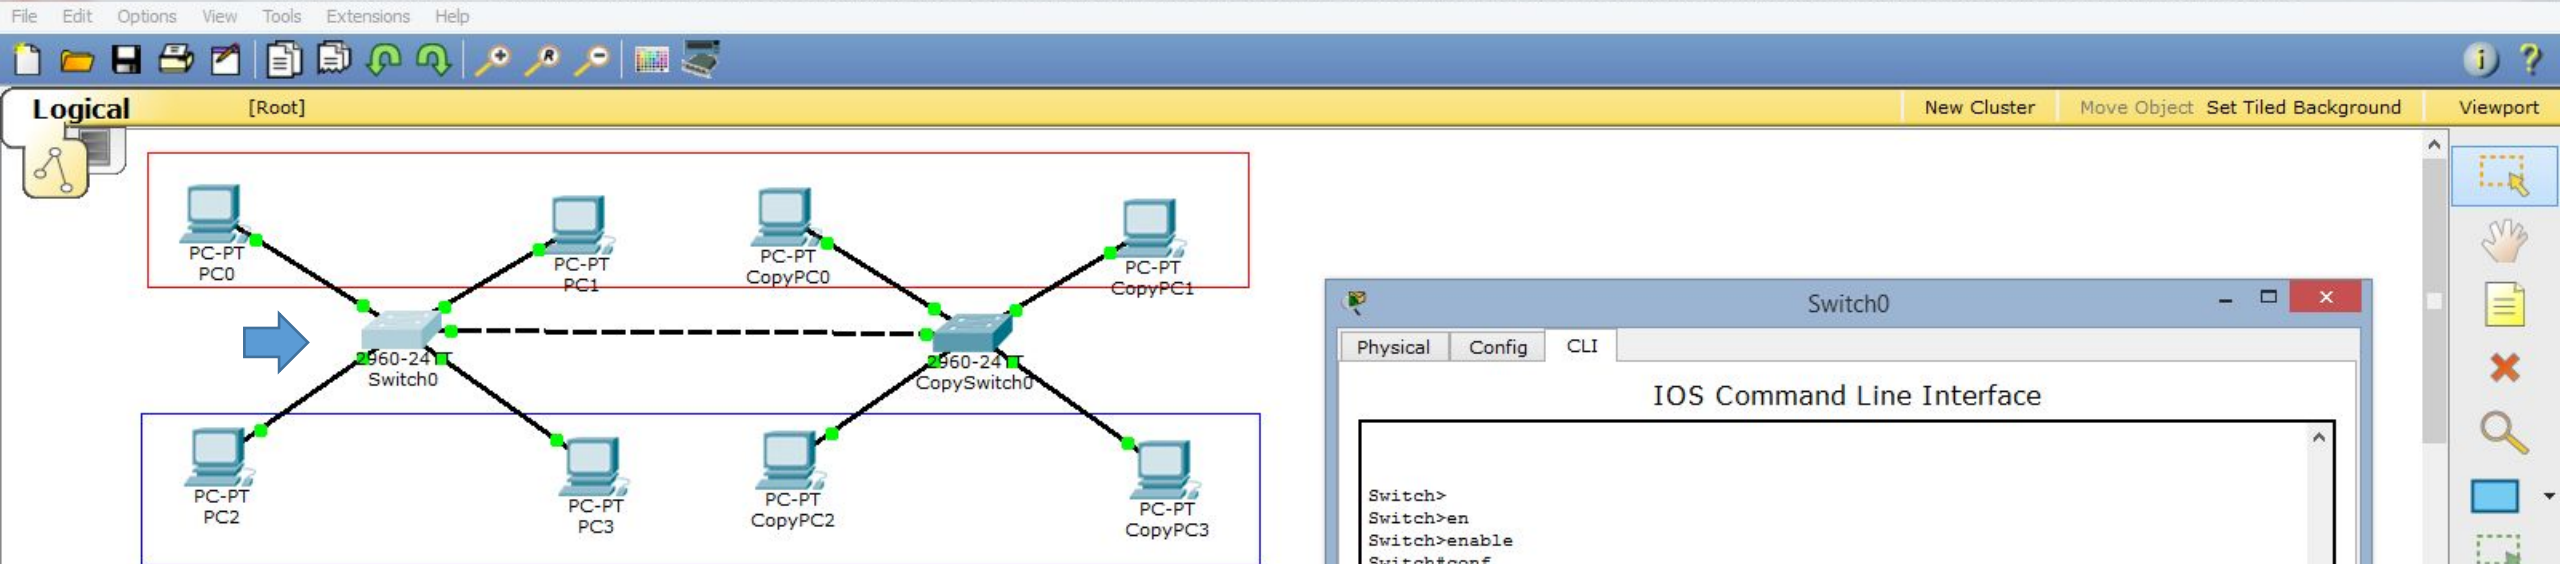 File Edit Options View Tools Extensions Help
Logical [Root] New Cluster Move Object Set Tiled Background Viewport
PC-PT
PC0
PC-PT
PC1
PC-PT
CopyPC0
PC-PT
CopyPC1
2960-24TT
Switch0
2960-24TT
CopySwitch0
PC-PT
PC2
PC-PT
PC3
PC-PT
CopyPC2
PC-PT
CopyPC3
Switch0
Physical Config CLI
IOS Command Line Interface
Switch>
Switch>en
Switch>enable
Switch#conf